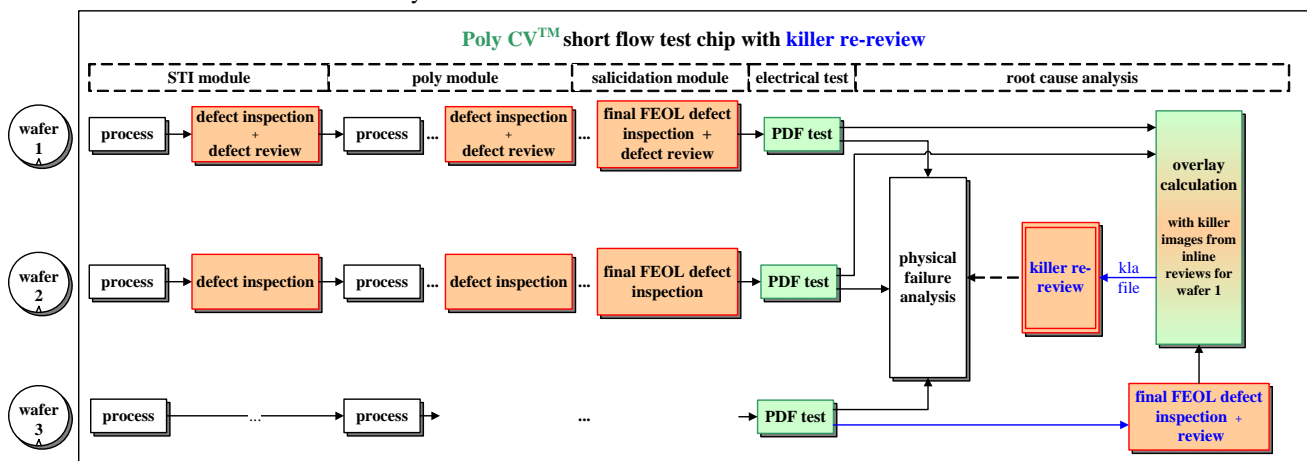 Poly CV™ short flow test chip with killer re-review
STI module
poly module
salicidation module
electrical test
root cause analysis
wafer
1
process
defect inspection
+
defect review
process
...
defect inspection
+
defect review
...
final FEOL defect
inspection +
defect review
PDF test
overlay
calculation
with killer
images from
inline
reviews for
wafer 1
wafer
2
process
defect inspection
process
...
defect inspection
...
final FEOL defect
inspection
PDF test
physical
failure
analysis
killer re-
review
kla
file
wafer
3
process
...
process
...
PDF test
final FEOL defect
inspection +
review